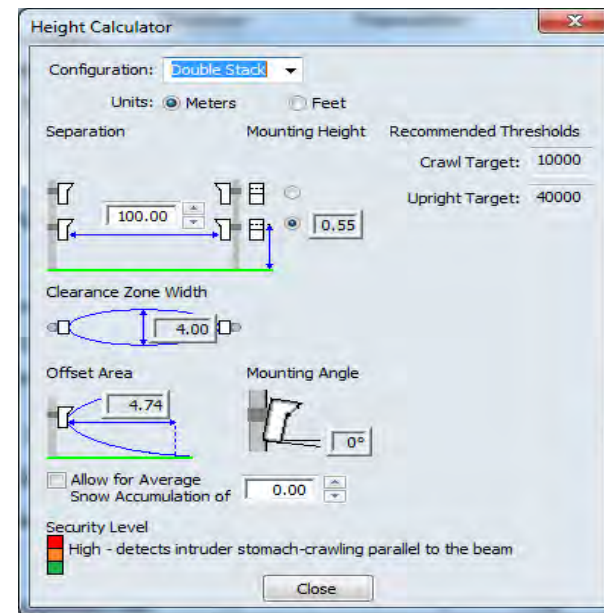 Height Calculator
Configuration: Double Stack
Units: Meters Feet
Separation Mounting Height Recommended Thresholds
Crawl Target: 10000
Upright Target: 40000
100.00 0.55
Clearance Zone Width
4.00
Offset Area Mounting Angle
4.74
0°
Allow for Average
Snow Accumulation of 0.00
Security Level
High - detects intruder stomach-crawling parallel to the beam
Close